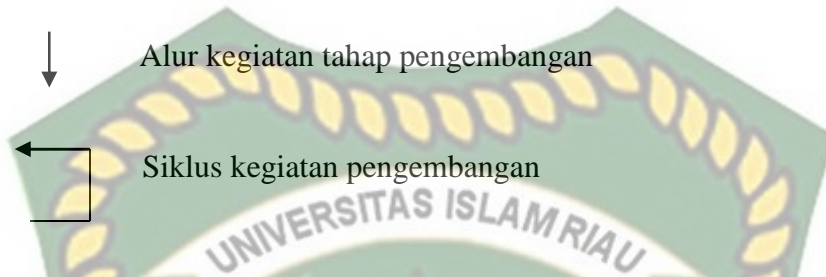 Alur kegiatan tahap pengembangan
Siklus kegiatan pengembangan
UNIVERSITAS ISLAM RIAU